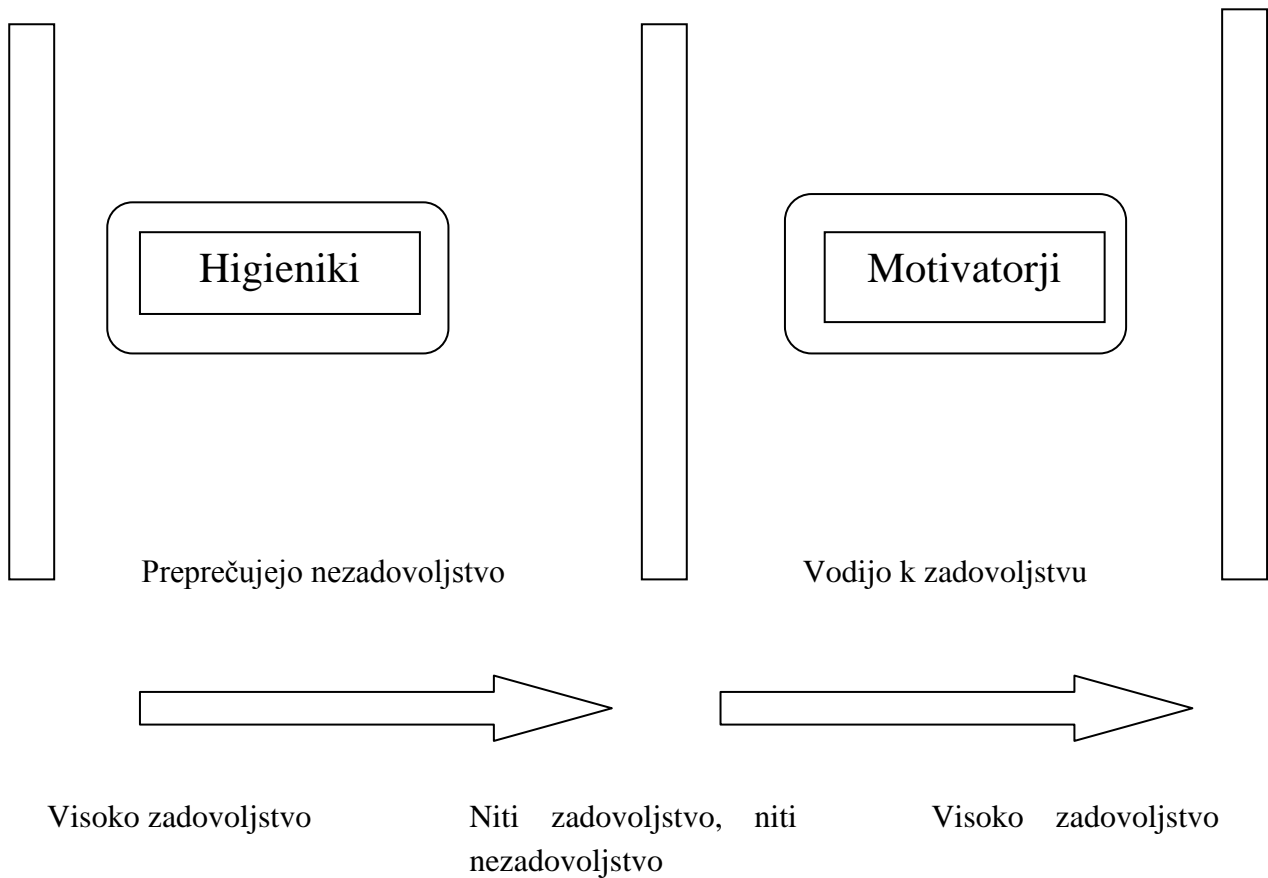 Higieniki
Motivatorji
Preprečujejo nezadovoljstvo
Vodijo k zadovoljstvu
Visoko zadovoljstvo
Niti zadovoljstvo, niti
nezadovoljstvo
Visoko zadovoljstvo